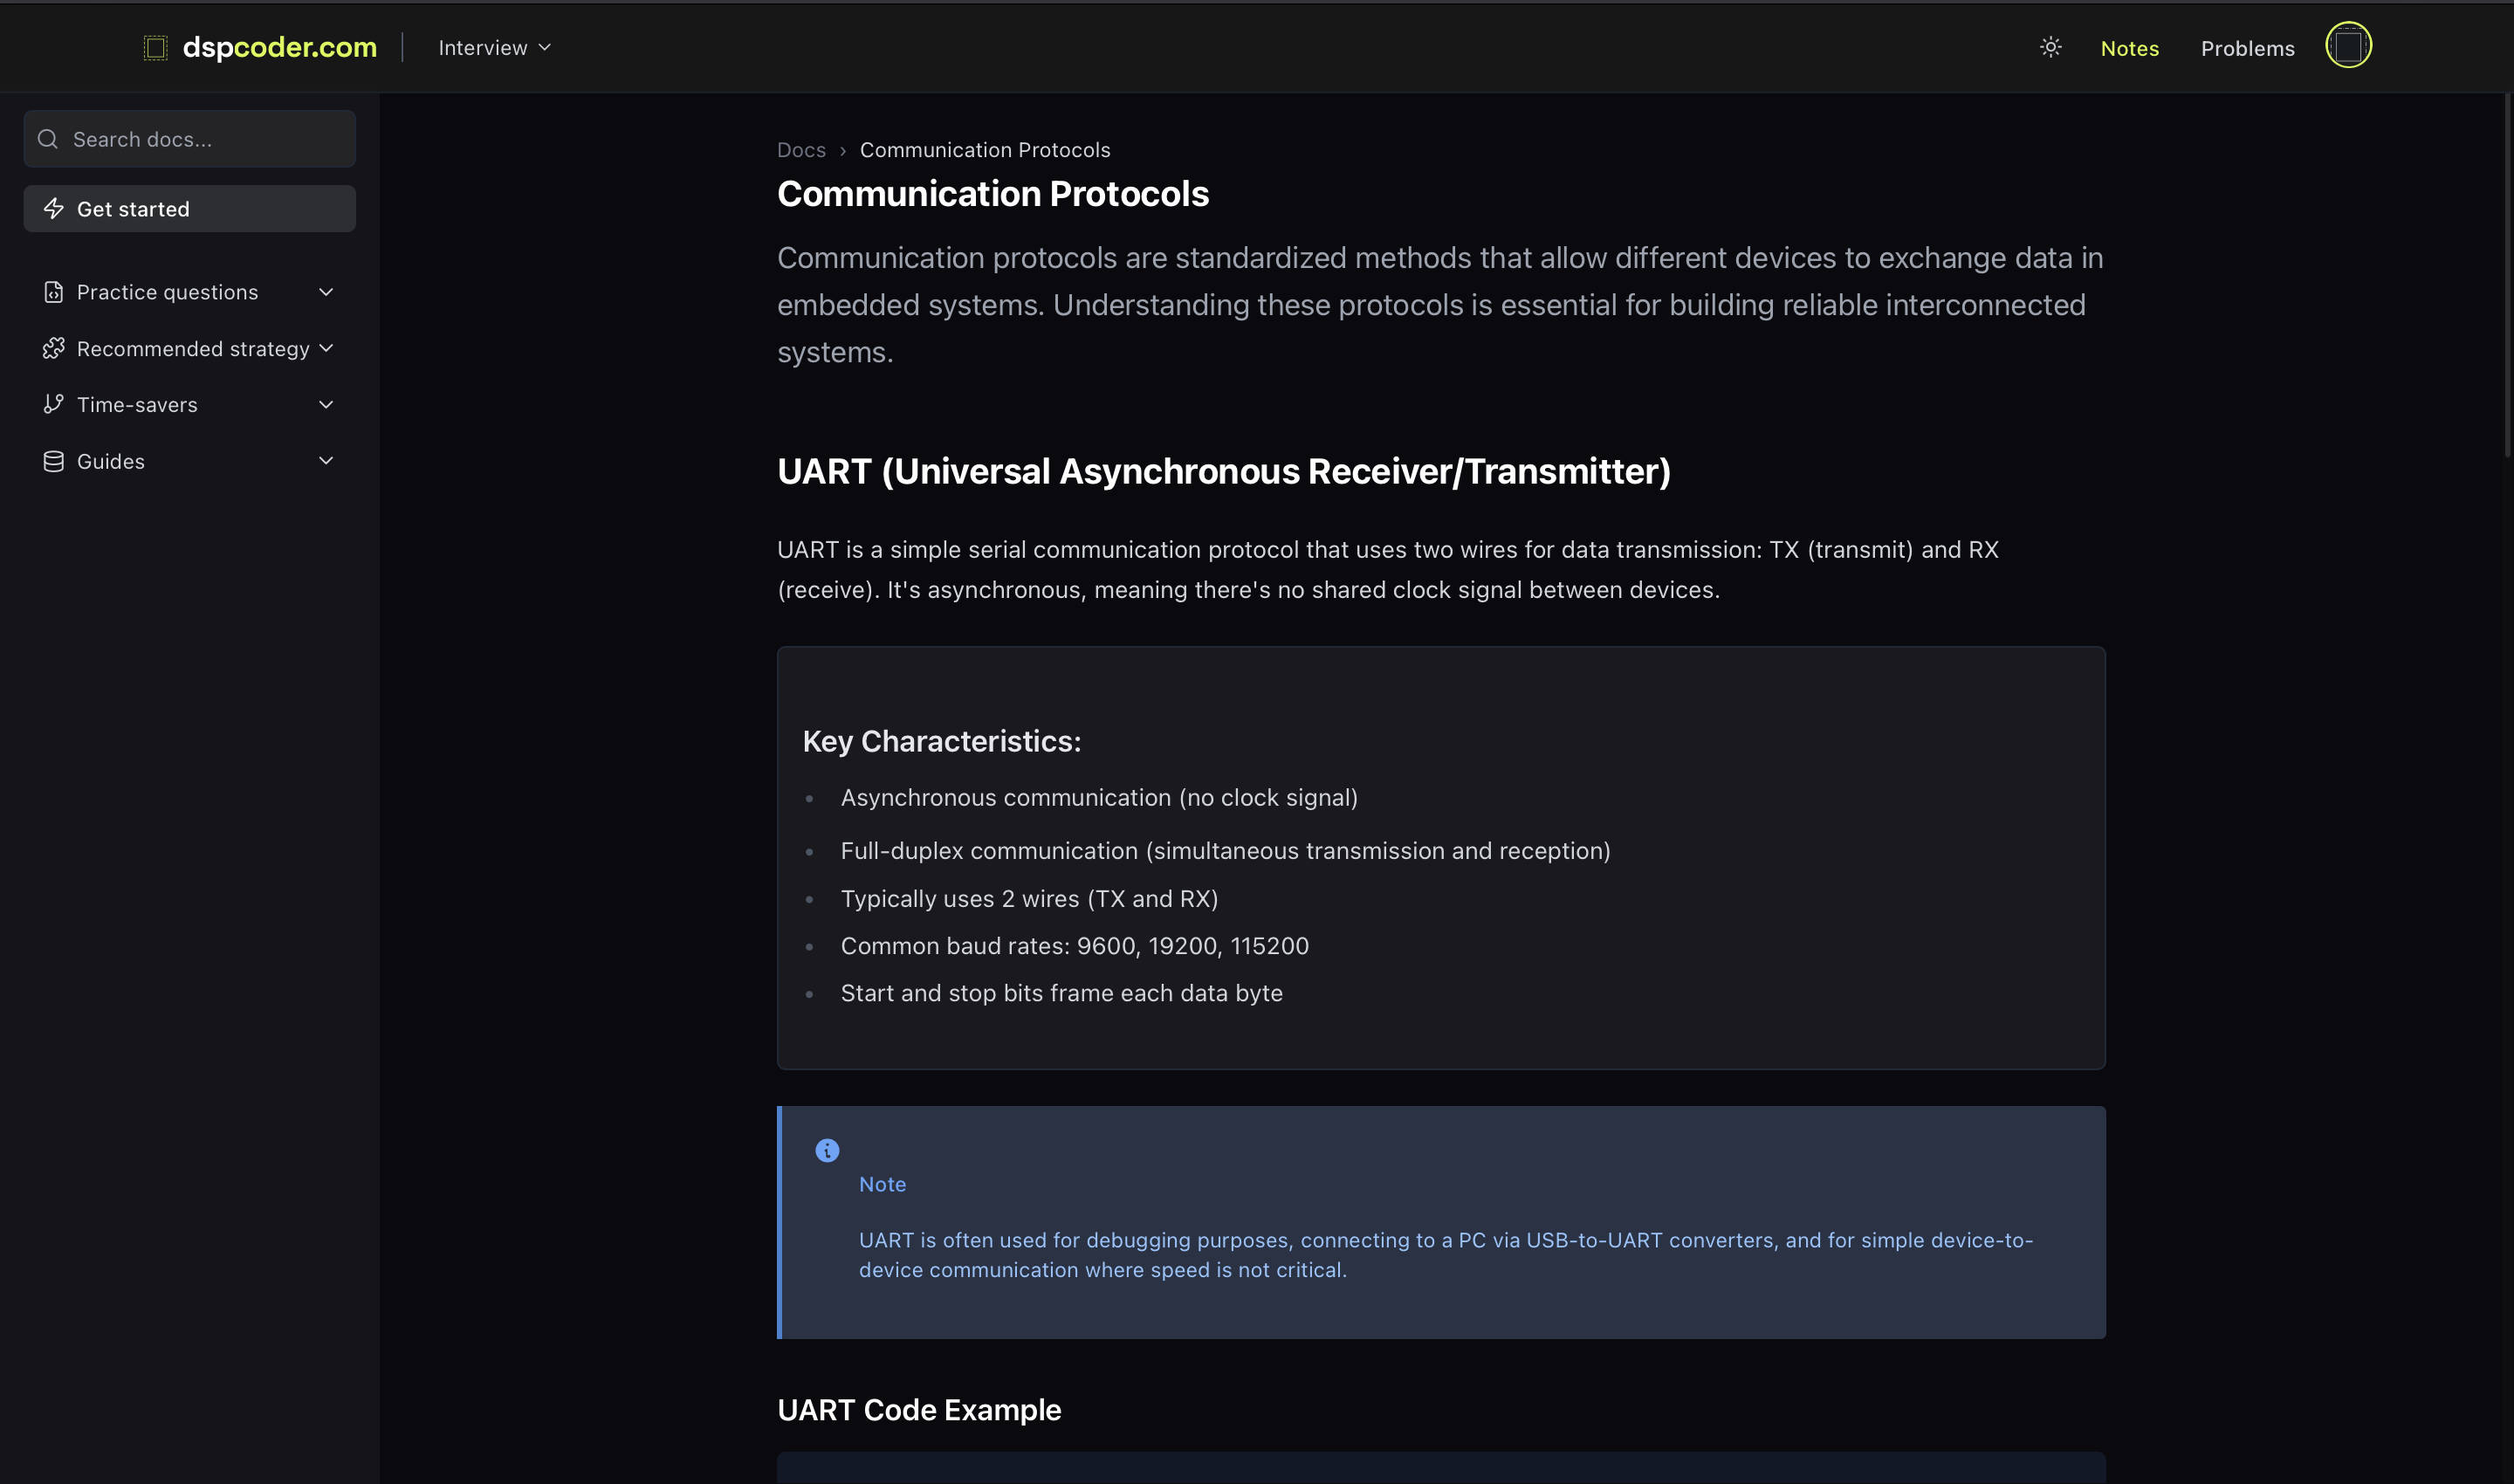 dspcoder.com
Interview
Notes
Problems
Search docs...
Get started
Practice questions
Recommended strategy
Time-savers
Guides
Docs › Communication Protocols
Communication Protocols
Communication protocols are standardized methods that allow different devices to exchange data in
embedded systems. Understanding these protocols is essential for building reliable interconnected
systems.
UART (Universal Asynchronous Receiver/Transmitter)
UART is a simple serial communication protocol that uses two wires for data transmission: TX (transmit) and RX
(receive). It's asynchronous, meaning there's no shared clock signal between devices.
Key Characteristics:
• Asynchronous communication (no clock signal)
• Full-duplex communication (simultaneous transmission and reception)
• Typically uses 2 wires (TX and RX)
• Common baud rates: 9600, 19200, 115200
• Start and stop bits frame each data byte
Note
UART is often used for debugging purposes, connecting to a PC via USB-to-UART converters, and for simple device-to-
device communication where speed is not critical.
UART Code Example